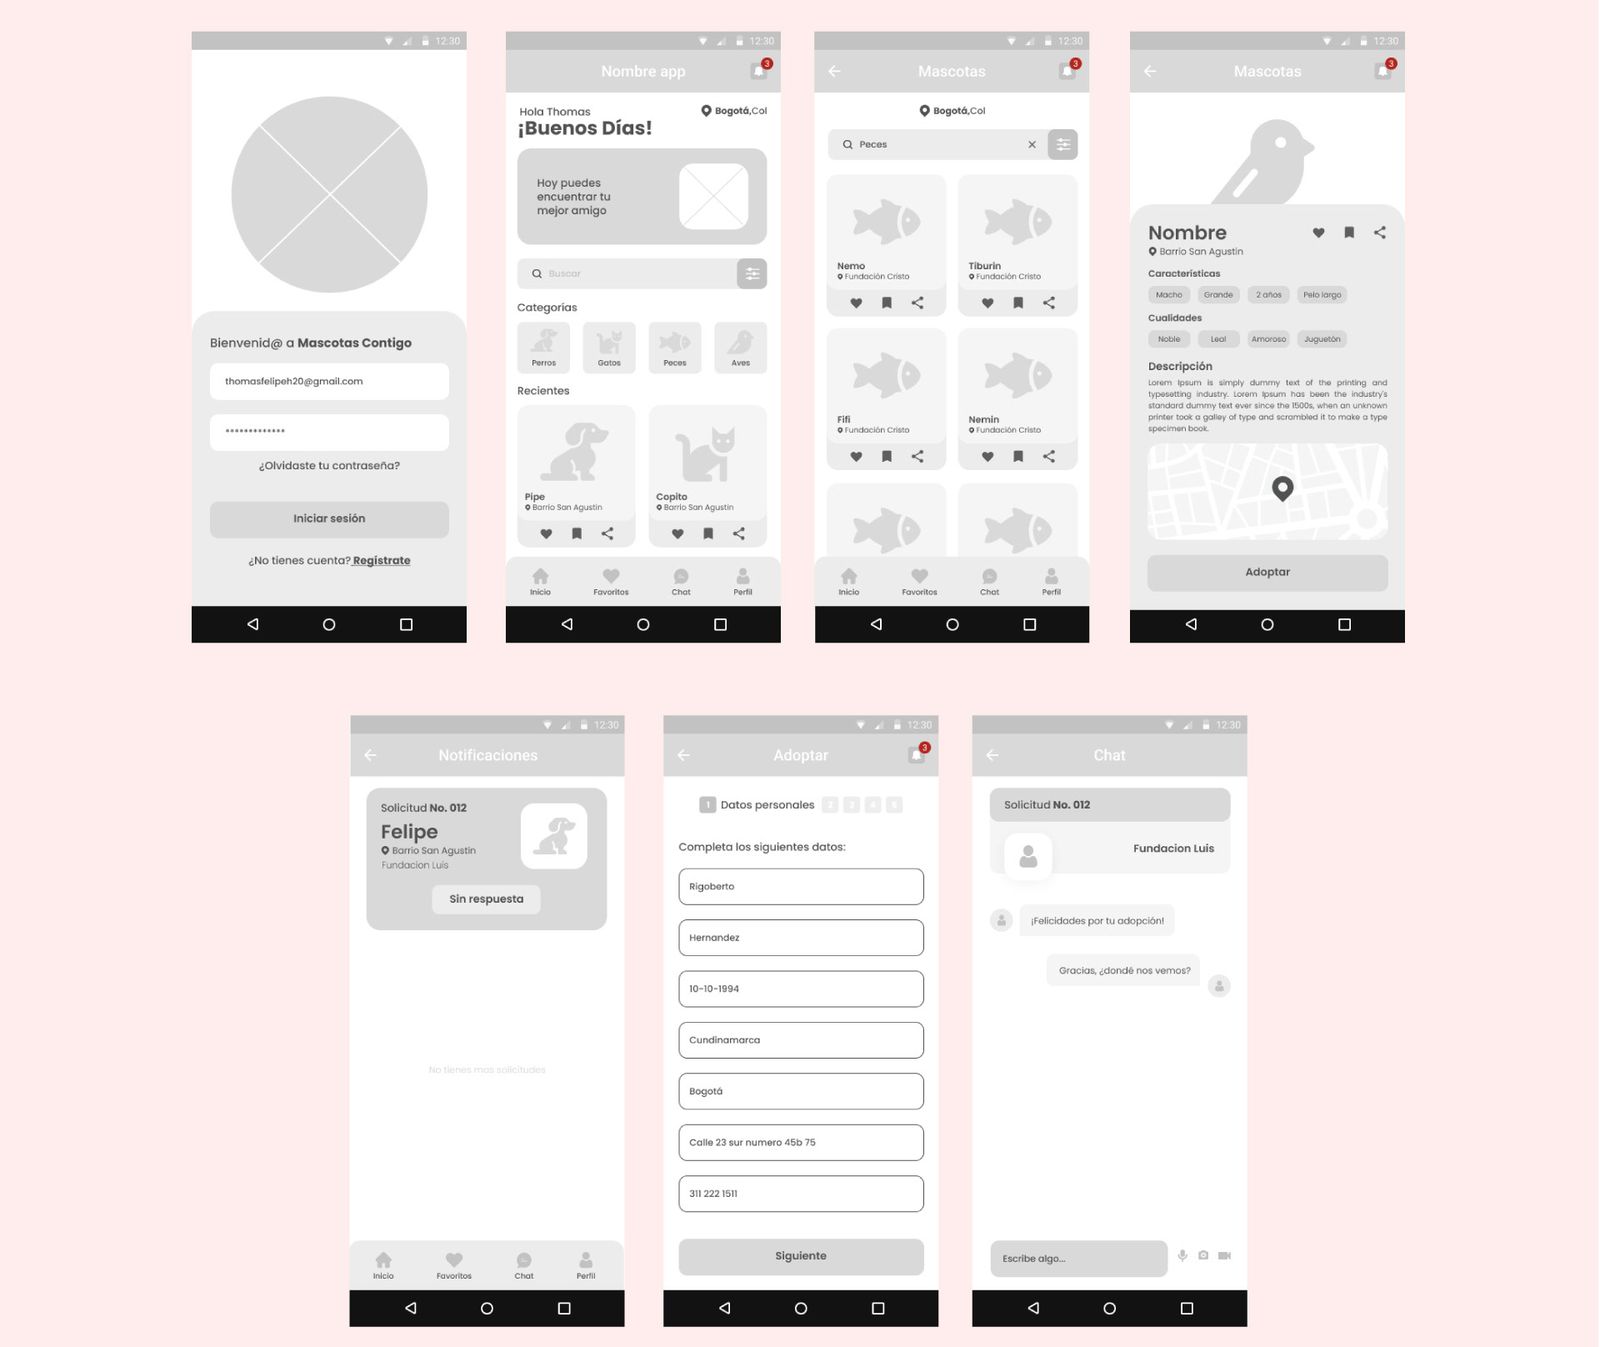 12:30
Bienvenid@ a Mascotas Contigo
thomasfelipeh20@gmail.com
*************
¿Olvidaste tu contraseña?
Iniciar sesión
¿No tienes cuenta? Regístrate
12:30
Nombre app
3
Hola Thomas
Bogotá,Col
¡Buenos Días!
Hoy puedes
encuentrar tu
mejor amigo
Buscar
Categorías
Perros
Gatos
Peces
Aves
Recientes
Pipe
Barrio San Agustin
Copito
Barrio San Agustin
Inicio
Favoritos
Chat
Perfil
12:30
Mascotas
3
Bogotá,Col
Peces
Nemo
Fundación Cristo
Tiburin
Fundación Cristo
Fifi
Fundación Cristo
Nemin
Fundación Cristo
Inicio
Favoritos
Chat
Perfil
12:30
Mascotas
3
Nombre
Barrio San Agustin
Características
Macho
Grande
2 años
Pelo largo
Cualidades
Noble
Leal
Amoroso
Juguetón
Descripción
Lorem Ipsum is simply dummy text of the printing and
typesetting industry. Lorem Ipsum has been the industry's
standard dummy text ever since the 1500s, when an unknown
printer took a galley of type and scrambled it to make a type
specimen book.
Adoptar
12:30
Notificaciones
Solicitud No. 012
Felipe
Barrio San Agustin
Fundacion Luis
Sin respuesta
No tienes mas solicitudes
Inicio
Favoritos
Chat
Perfil
12:30
Adoptar
3
1 Datos personales 2 3 4 5
Completa los siguientes datos:
Rigoberto
Hernandez
10-10-1994
Cundinamarca
Bogotá
Calle 23 sur numero 45b 75
311 222 1511
Siguiente
12:30
Chat
Solicitud No. 012
Fundacion Luis
¡Felicidades por tu adopción!
Gracias, ¿dondé nos vemos?
Escribe algo...